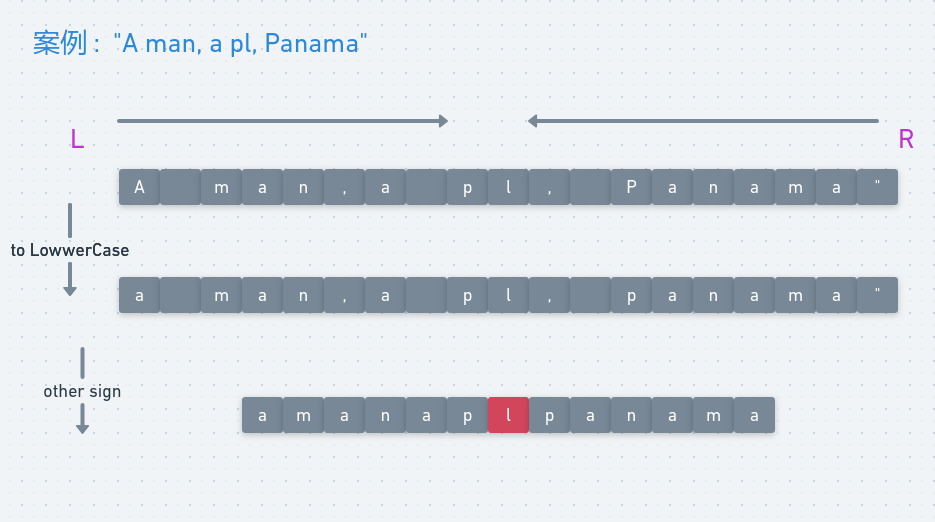 案例： "A man, a pl, Panama"
L R
A m a n , a p l , P a n a m a "
to LowwerCase
a m a n , a p l , p a n a m a "
other sign
a m a n a p l p a n a m a